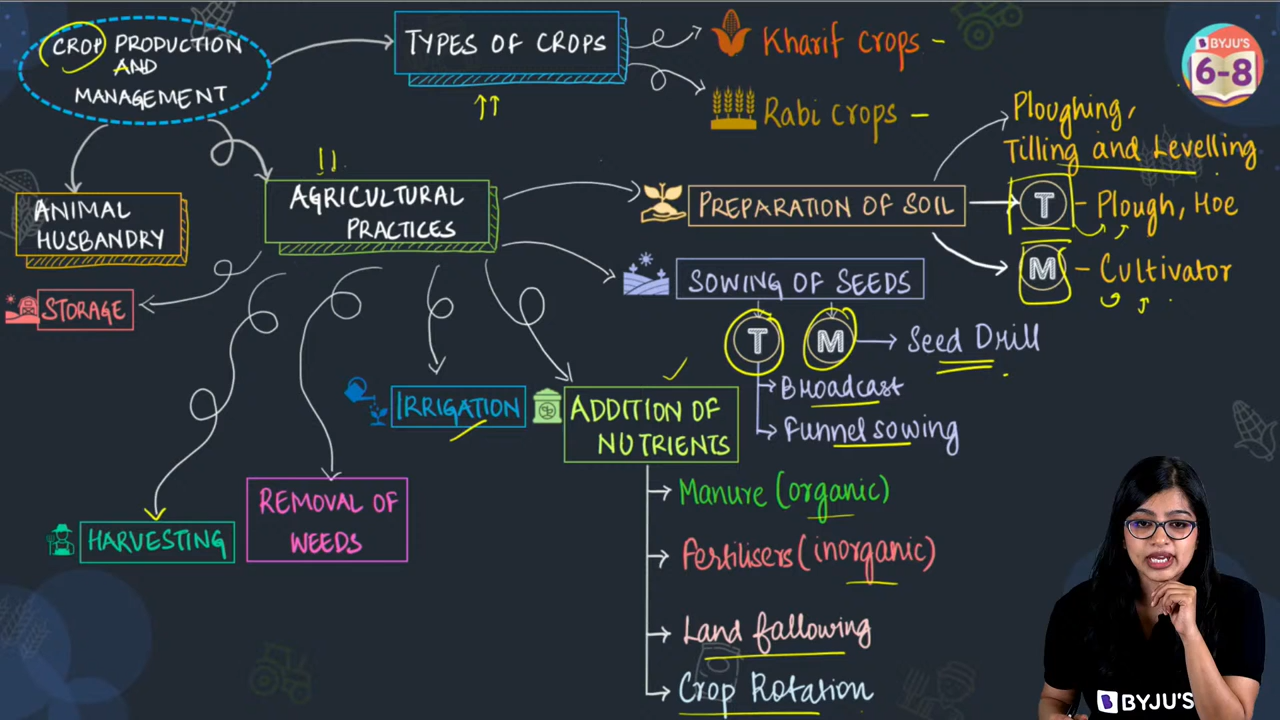 CROP PRODUCTION
AND
MANAGEMENT
TYPES OF CROPS
Kharif crops -
Rabi crops -
BYJU'S
6-8
Ploughing,
Tilling and Levelling
ANIMAL
HUSBANDRY
AGRICULTURAL
PRACTICES
PREPARATION OF SOIL
T - Plough, Hoe
M - Cultivator
SOWING OF SEEDS
T M
Seed Drill
Broadcast
Funnel sowing
STORAGE
IRRIGATION
ADDITION OF
NUTRIENTS
Manure (organic)
Fertilisers (inorganic)
Land fallowing
Crop Rotation
REMOVAL OF
WEEDS
HARVESTING
BYJU'S